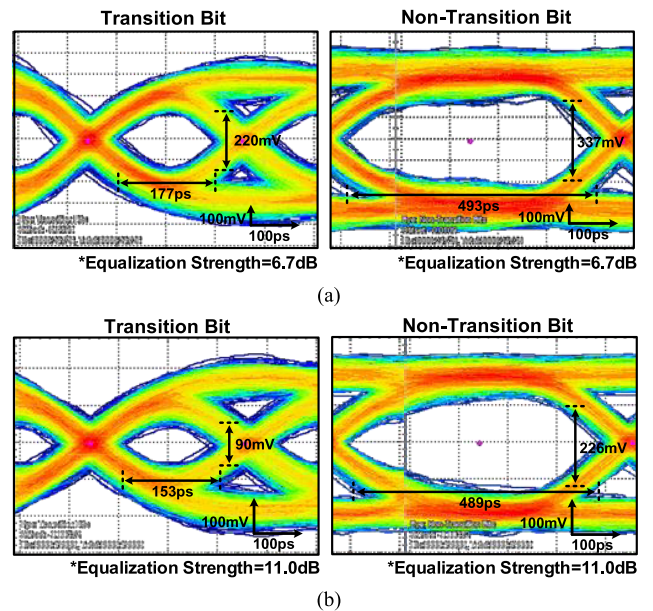 Transition Bit
Non-Transition Bit
220mV
337mV
177ps
493ps
100mV
100ps
100mV
100ps
*Equalization Strength=6.7dB
*Equalization Strength=6.7dB
(a)
Transition Bit
Non-Transition Bit
90mV
226mV
153ps
489ps
100mV
100ps
100mV
100ps
*Equalization Strength=11.0dB
*Equalization Strength=11.0dB
(b)